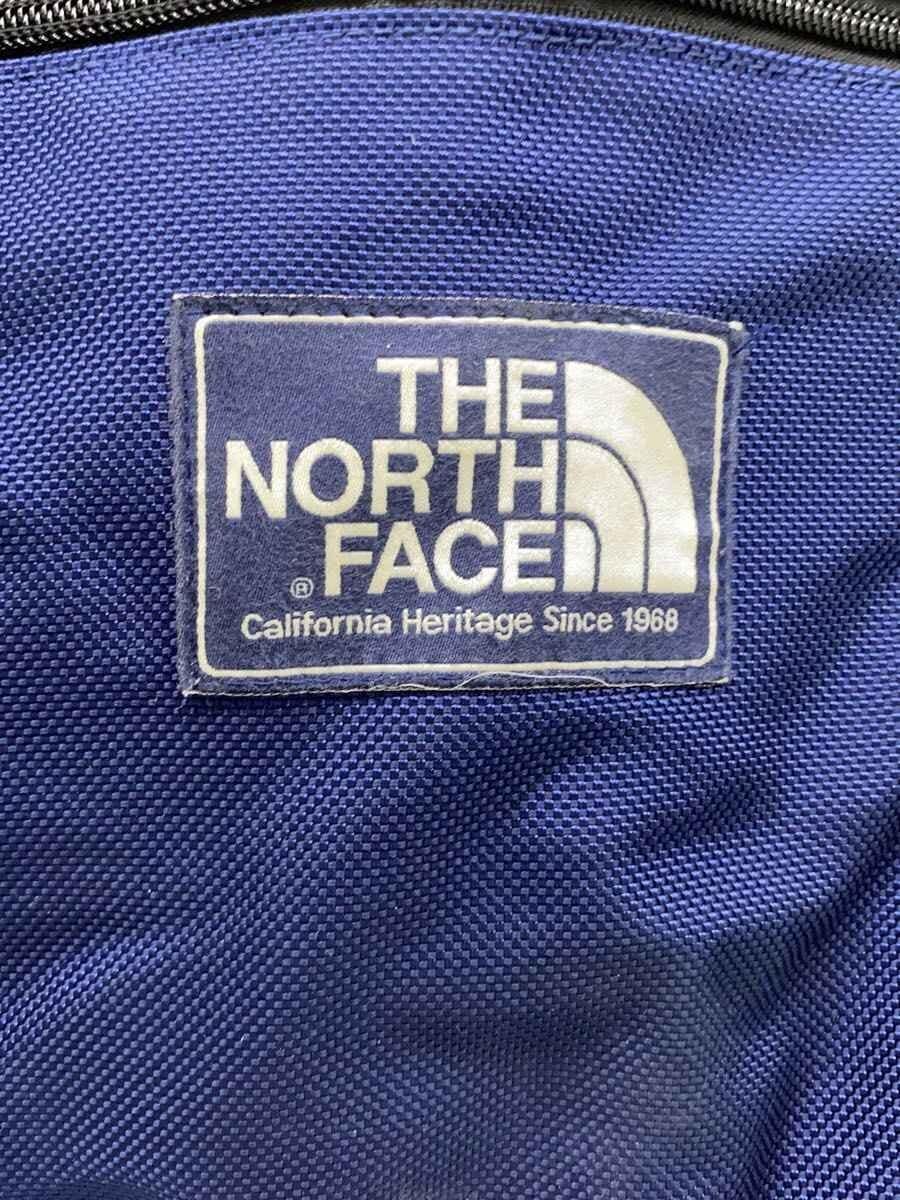 THE
NORTH
® FACE
California Heritage Since 1968